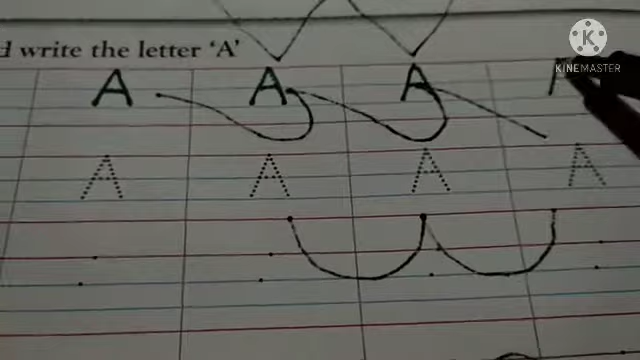 write the letter 'A'
K
KINEMASTER
A A A A
A A A A